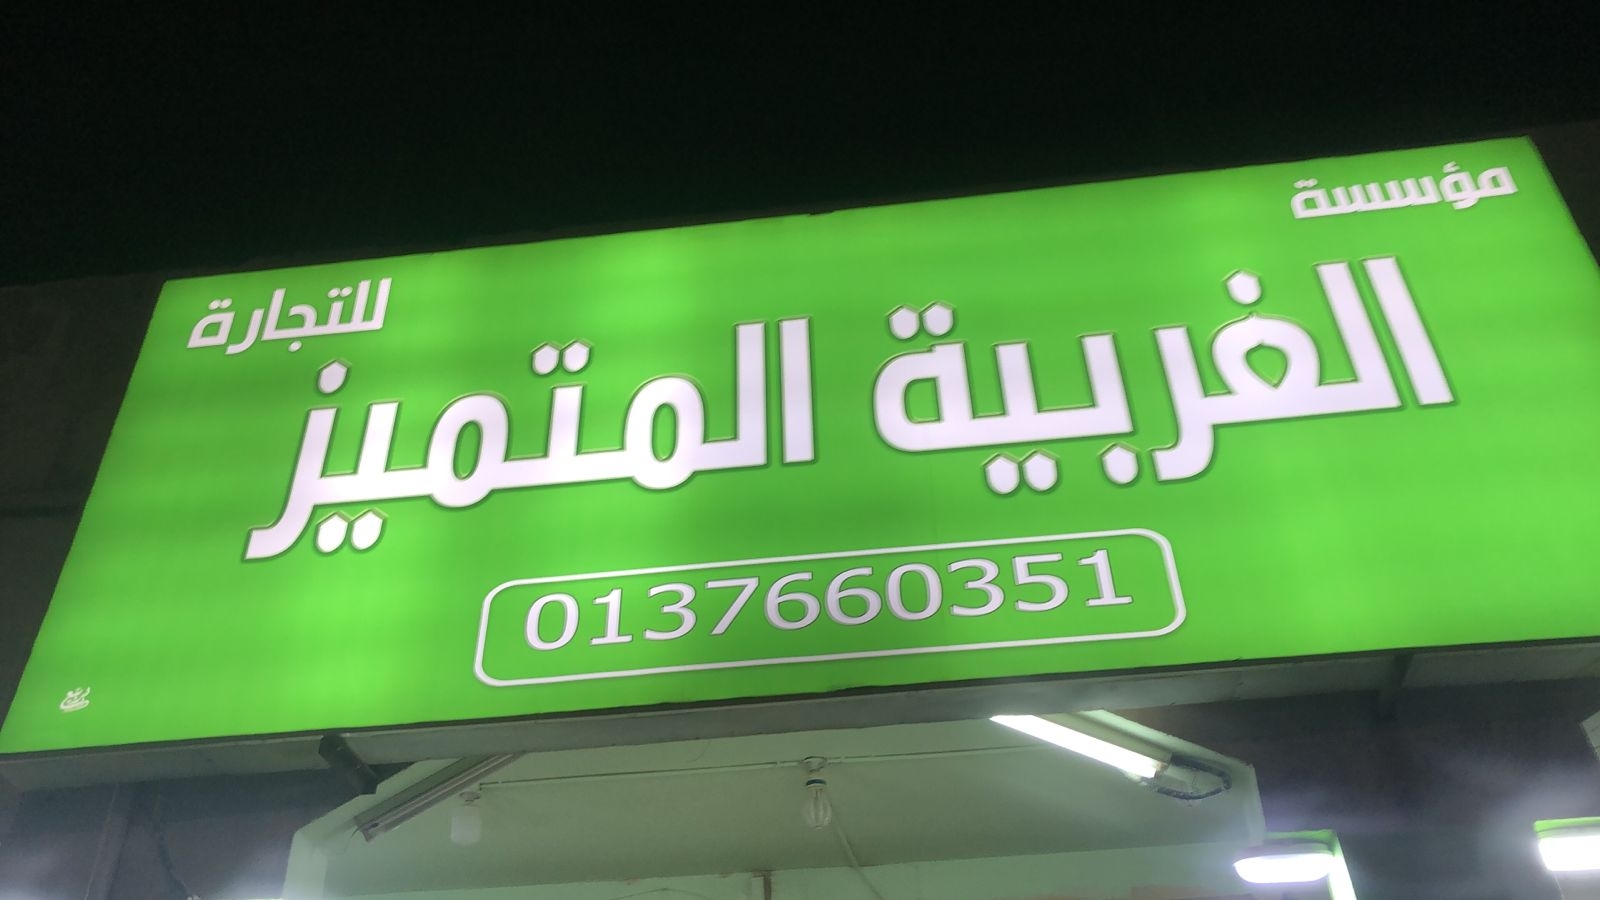 مؤسسة
الغربية المتميز
للتجارة
0137660351